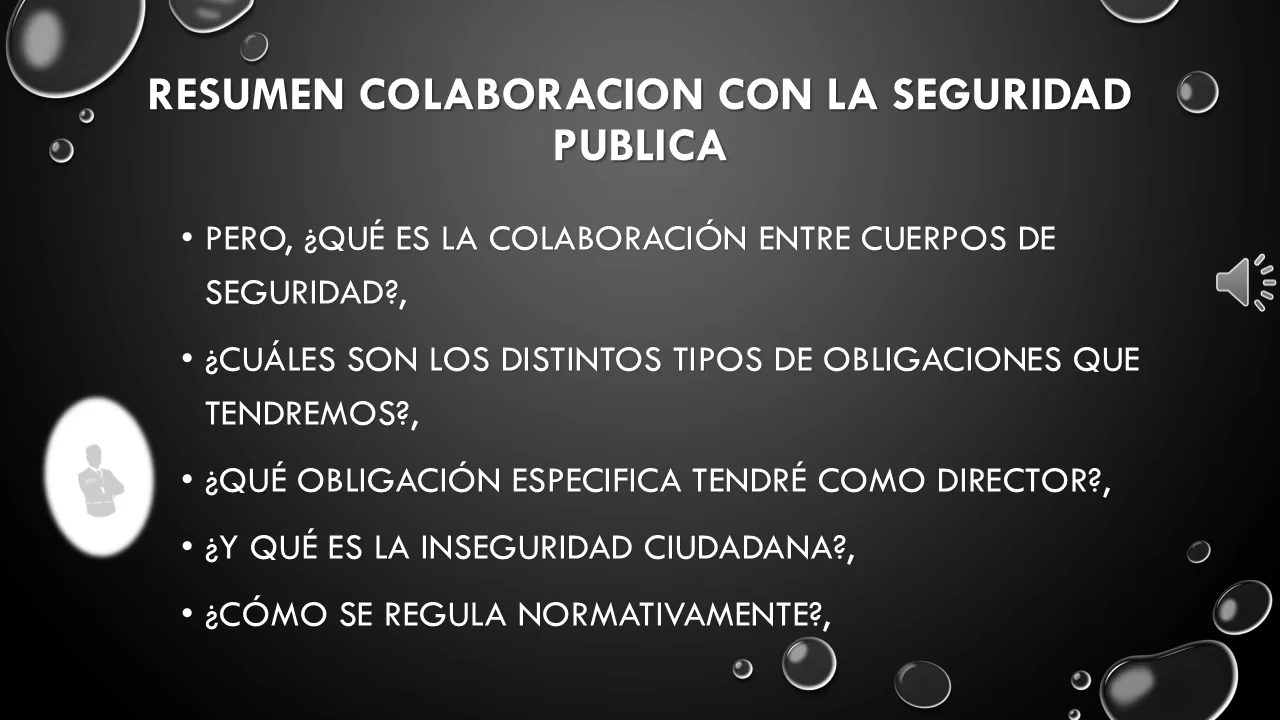 RESUMEN COLABORACION CON LA SEGURIDAD
PUBLICA
• PERO, ¿QUÉ ES LA COLABORACIÓN ENTRE CUERPOS DE
SEGURIDAD?,
• ¿CUÁLES SON LOS DISTINTOS TIPOS DE OBLIGACIONES QUE
TENDREMOS?,
• ¿QUÉ OBLIGACIÓN ESPECIFICA TENDRÉ COMO DIRECTOR?,
• ¿Y QUÉ ES LA INSEGURIDAD CIUDADANA?,
• ¿CÓMO SE REGULA NORMATIVAMENTE?,